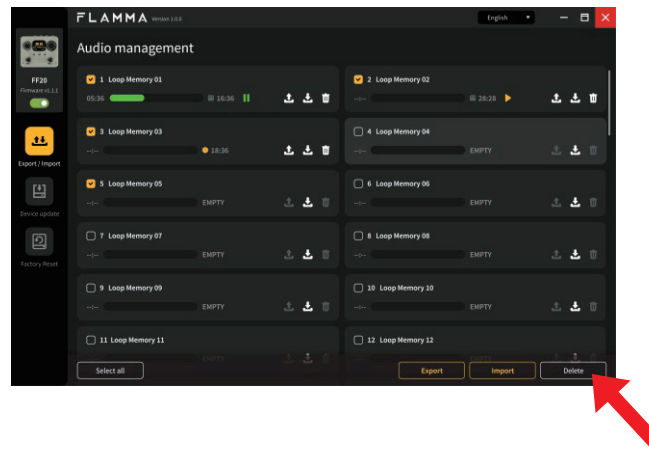 FLAMMA Version 1.0.0
English
Audio management
FF20
Firmware v1.1.1
Export / Import
Device update
Factory Reset
1 Loop Memory 01
05:36 16:36
2 Loop Memory 02
--:-- 28:28
3 Loop Memory 03
--:-- 18:36
4 Loop Memory 04
--:-- EMPTY
5 Loop Memory 05
--:-- EMPTY
6 Loop Memory 06
--:-- EMPTY
7 Loop Memory 07
--:-- EMPTY
8 Loop Memory 08
--:-- EMPTY
9 Loop Memory 09
--:-- EMPTY
10 Loop Memory 10
--:-- EMPTY
11 Loop Memory 11
EMPTY
12 Loop Memory 12
EMPTY
Select all
Export
Import
Delete